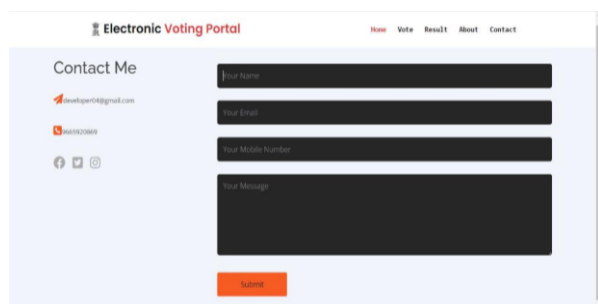 Electronic Voting Portal
Home Vote Result About Contact
Contact Me
developer04@gmail.com
Your Name
Your Email
Your Mobile Number
Your Message
Submit